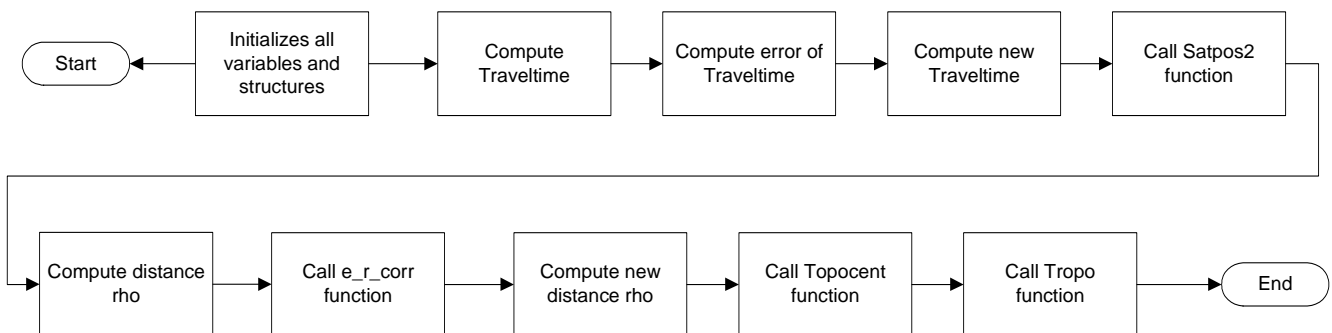 Start
Initializes all
variables and
structures
Compute
Traveltime
Compute error of
Traveltime
Compute new
Traveltime
Call Satpos2
function
Compute distance
rho
Call e_r_corr
function
Compute new
distance rho
Call Topocent
function
Call Tropo
function
End